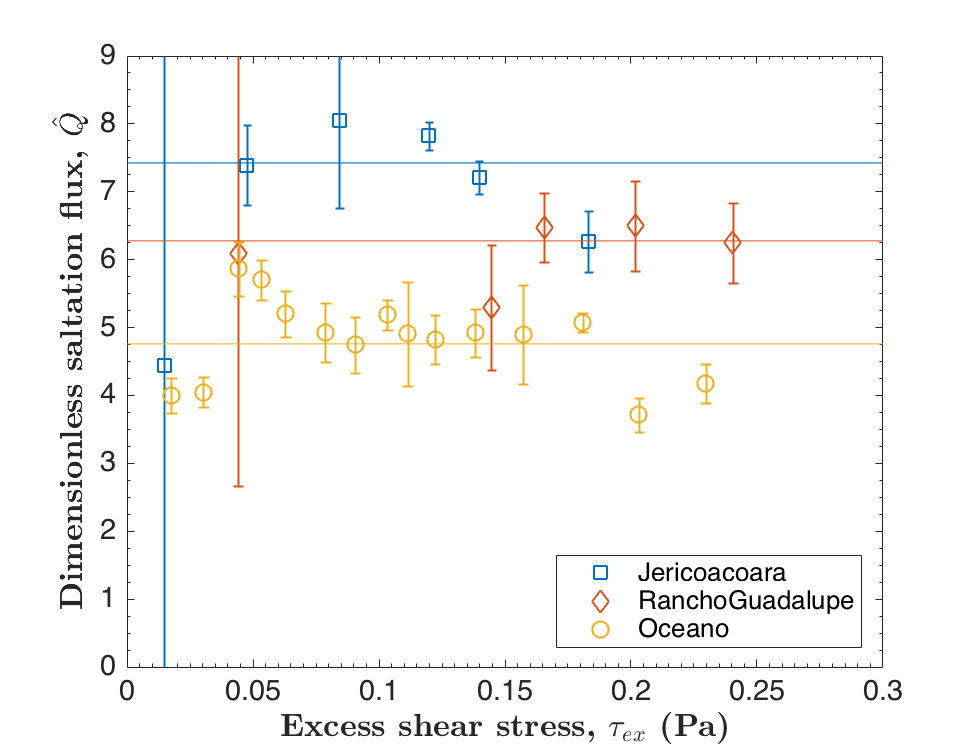 9
8
7
6
5
4
3
2
1
0
Dimensionless saltation flux, Q̂
0 0.05 0.1 0.15 0.2 0.25 0.3
Excess shear stress, τ_ex (Pa)
Jericoacoara
RanchoGuadalupe
Oceano